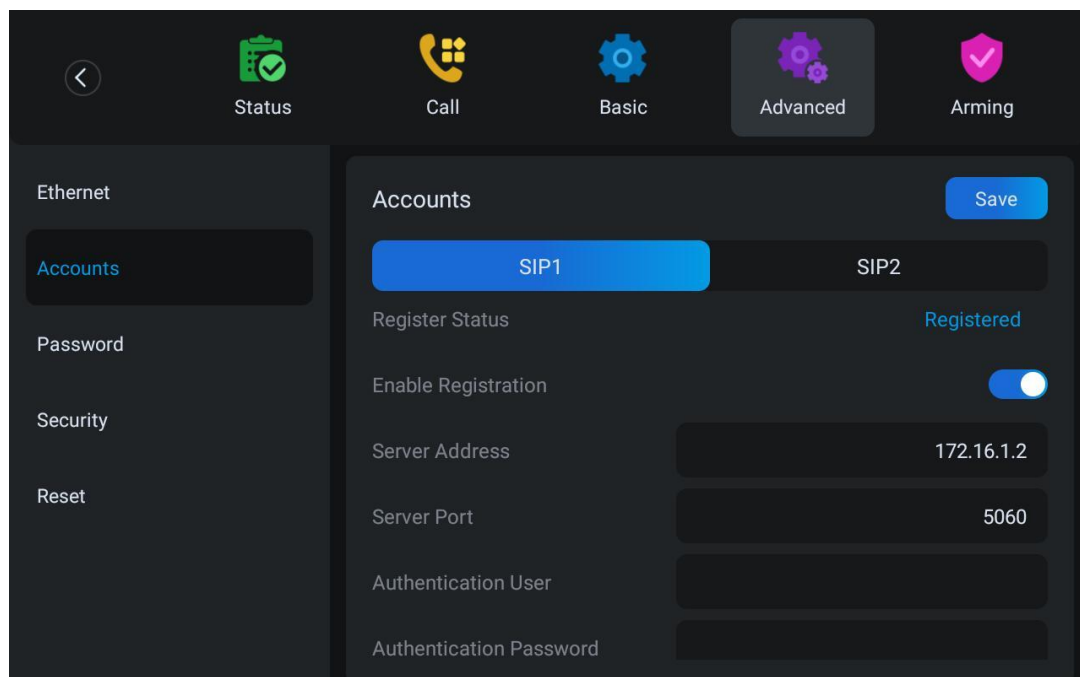 Status
Call
Basic
Advanced
Arming
Ethernet
Accounts
Password
Security
Reset
Accounts
Save
SIP1
SIP2
Register Status
Registered
Enable Registration
Server Address
172.16.1.2
Server Port
5060
Authentication User
Authentication Password